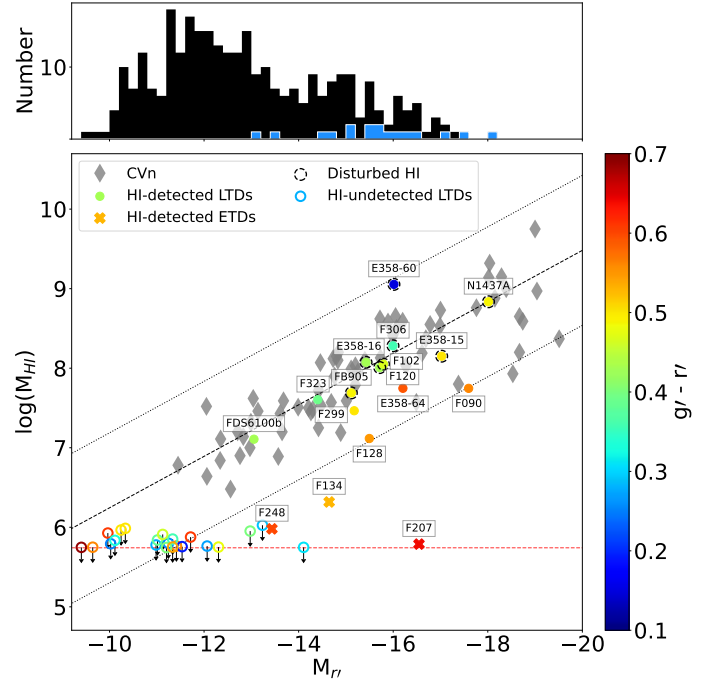 Number
10
CVn
HI-detected LTDs
HI-detected ETDs
Disturbed HI
HI-undetected LTDs
E358-60
N1437A
F306
E358-16
E358-15
F102
FB905
F120
F323
F299
E358-64
F090
FDS6100b
F128
F134
F248
F207
log(M_HI)
10
9
8
7
6
5
−10
−12
−14
−16
−18
−20
M_r′
0.7
0.6
0.5
0.4
0.3
0.2
0.1
g′ - r′